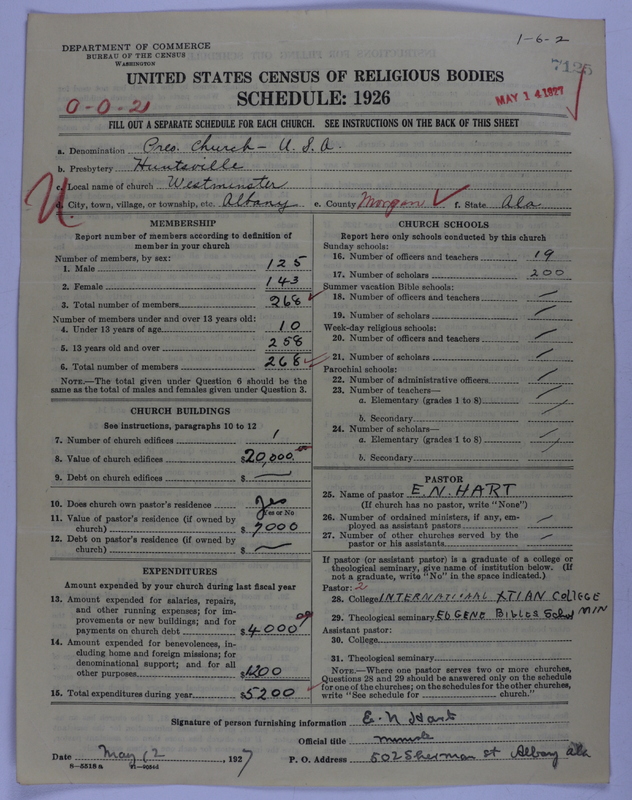 1-6-2
DEPARTMENT OF COMMERCE
BUREAU OF THE CENSUS
WASHINGTON
7125
MAY 14 1927
UNITED STATES CENSUS OF RELIGIOUS BODIES
SCHEDULE: 1926
0-0-21
FILL OUT A SEPARATE SCHEDULE FOR EACH CHURCH. SEE INSTRUCTIONS ON THE BACK OF THIS SHEET
a. Denomination Pres. Church - U.S.A.
b. Presbytery Huntsville
c. Local name of church Westminster
d. City, town, village, or township, etc. Albany e. County Morgan f. State Ala
MEMBERSHIP
Report number of members according to definition of
member in your church
Number of members, by sex:
1. Male 125
2. Female 143
3. Total number of members 268
Number of members under and over 13 years old:
4. Under 13 years of age 10
5. 13 years old and over 258
6. Total number of members 268
NOTE.—The total given under Question 6 should be the
same as the total of males and females given under Question 3.
CHURCH BUILDINGS
See instructions, paragraphs 10 to 12
7. Number of church edifices 1
8. Value of church edifices $20,000.00
9. Debt on church edifices $ —
10. Does church own pastor's residence Yes
Yes or No
11. Value of pastor's residence (if owned by
church) $7000
12. Debt on pastor's residence (if owned by
church) $ —
EXPENDITURES
Amount expended by your church during last fiscal year
13. Amount expended for salaries, repairs,
and other running expenses; for im-
provements or new buildings; and for
payments on church debt $4000
14. Amount expended for benevolences, in-
cluding home and foreign missions; for
denominational support; and for all
other purposes $1200
15. Total expenditures during year $5200
CHURCH SCHOOLS
Report here only schools conducted by this church
Sunday schools:
16. Number of officers and teachers 19
17. Number of scholars 200
Summer vacation Bible schools:
18. Number of officers and teachers —
19. Number of scholars —
Week-day religious schools:
20. Number of officers and teachers —
21. Number of scholars —
Parochial schools:
22. Number of administrative officers —
23. Number of teachers—
a. Elementary (grades 1 to 8) —
b. Secondary
24. Number of scholars—
a. Elementary (grades 1 to 8) —
b. Secondary
PASTOR
25. Name of pastor E. N. HART
(If church has no pastor, write "None")
26. Number of ordained ministers, if any, em-
ployed as assistant pastors —
27. Number of other churches served by the
pastor or his assistants —
If pastor (or assistant pastor) is a graduate of a college or
theological seminary, give name of institution below. (If
not a graduate, write "No" in the space indicated.)
Pastor: 2
28. College INTERNATIONAL XTIAN COLLEGE
29. Theological seminary EUGENE BIBLE MIN
Assistant pastor:
30. College
31. Theological seminary
NOTE.—Where one pastor serves two or more churches,
Questions 28 and 29 should be answered only on the schedule
for one of the churches; on the schedules for the other churches,
write "See schedule for church."
Signature of person furnishing information E. N Hart
Official title
Date May 12, 1927 P. O. Address 502 Sherman St Albany Ala
8—5518 a